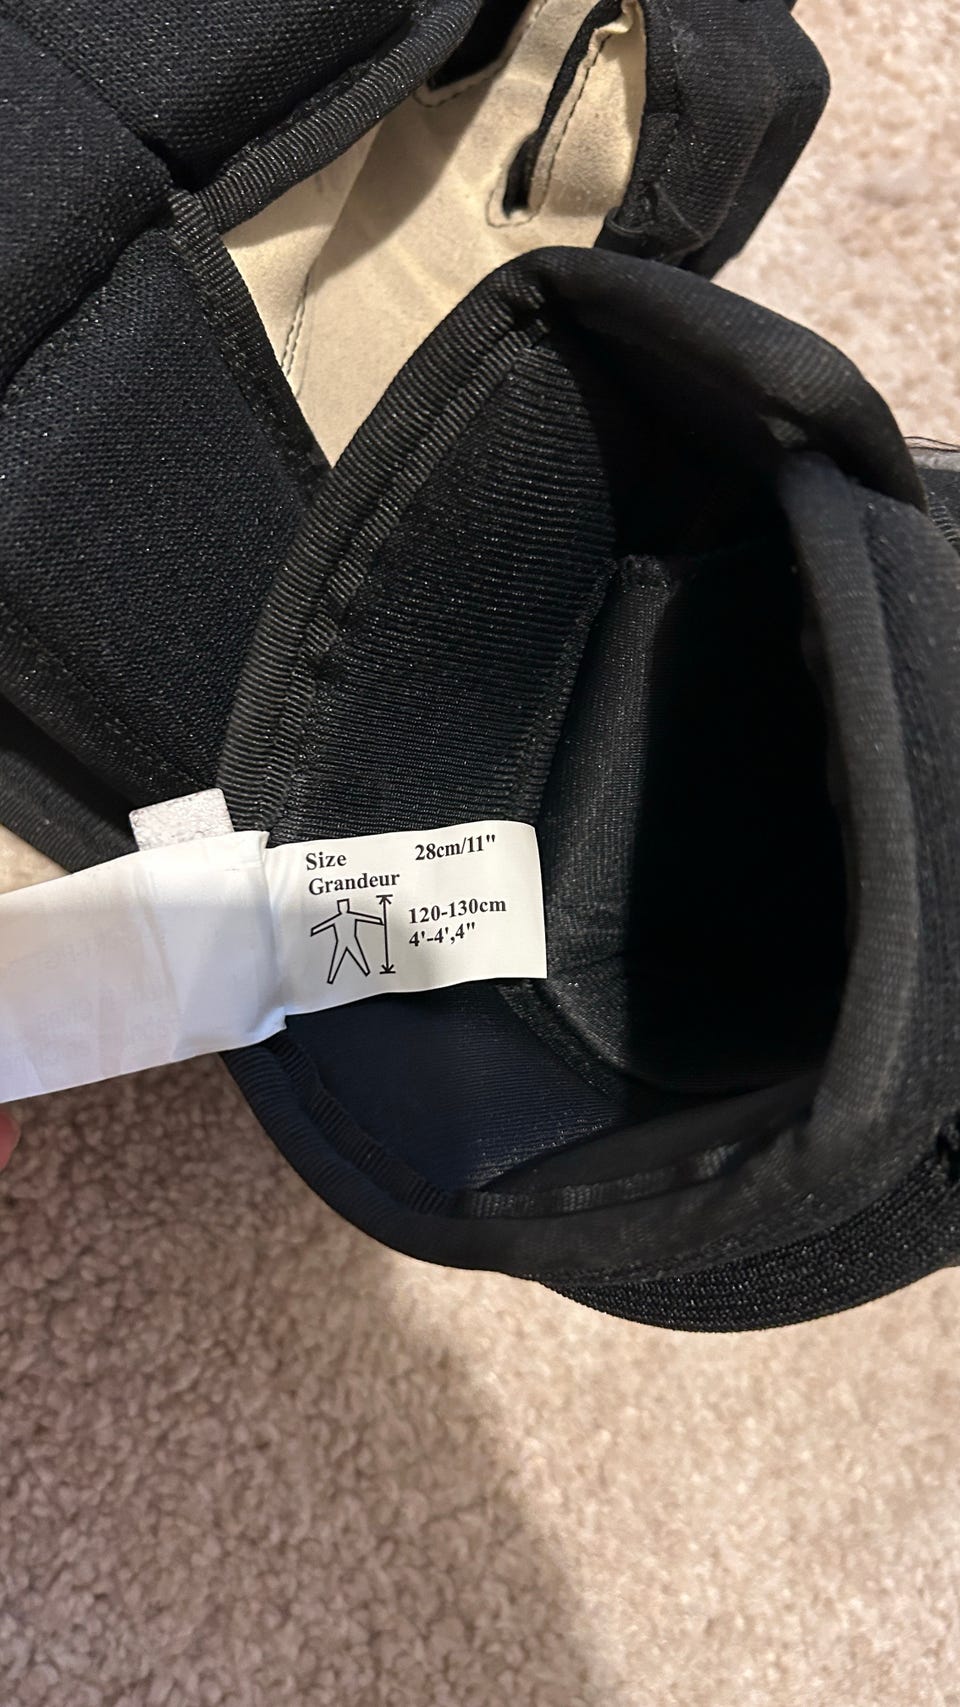 Size 28cm/11"
Grandeur
120-130cm
4'-4',4"